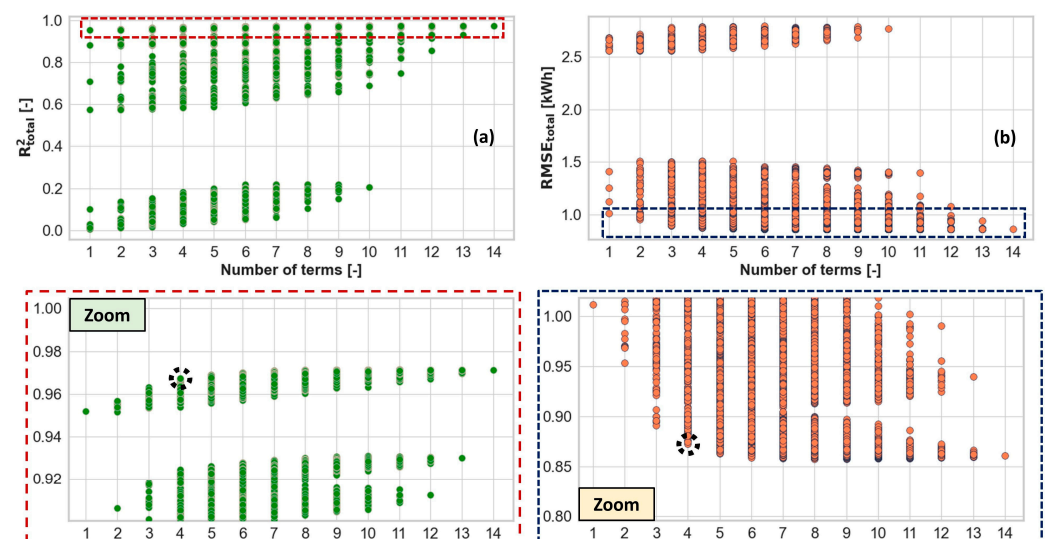 1.0
0.8
0.6
0.4
0.2
0.0
R²total [-]
(a)
1 2 3 4 5 6 7 8 9 10 11 12 13 14
Number of terms [-]
2.5
2.0
1.5
1.0
RMSEtotal [kWh]
(b)
1 2 3 4 5 6 7 8 9 10 11 12 13 14
Number of terms [-]
Zoom
1.00
0.98
0.96
0.94
0.92
1 2 3 4 5 6 7 8 9 10 11 12 13 14
1.00
0.95
0.90
0.85
0.80
Zoom
1 2 3 4 5 6 7 8 9 10 11 12 13 14